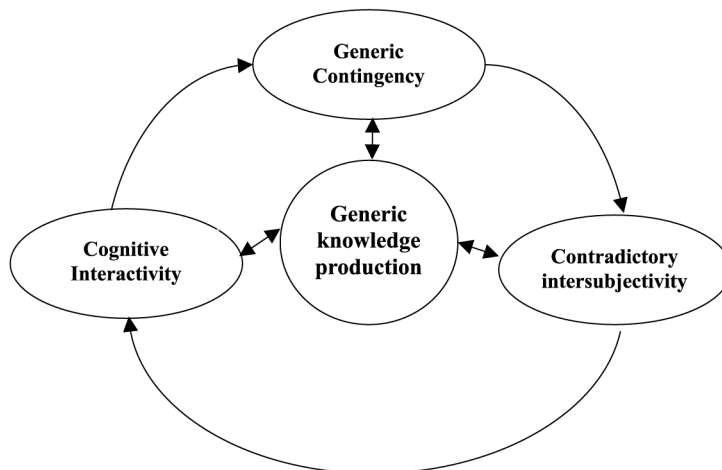 Generic
Contingency
Generic
knowledge
production
Cognitive
Interactivity
Contradictory
intersubjectivity